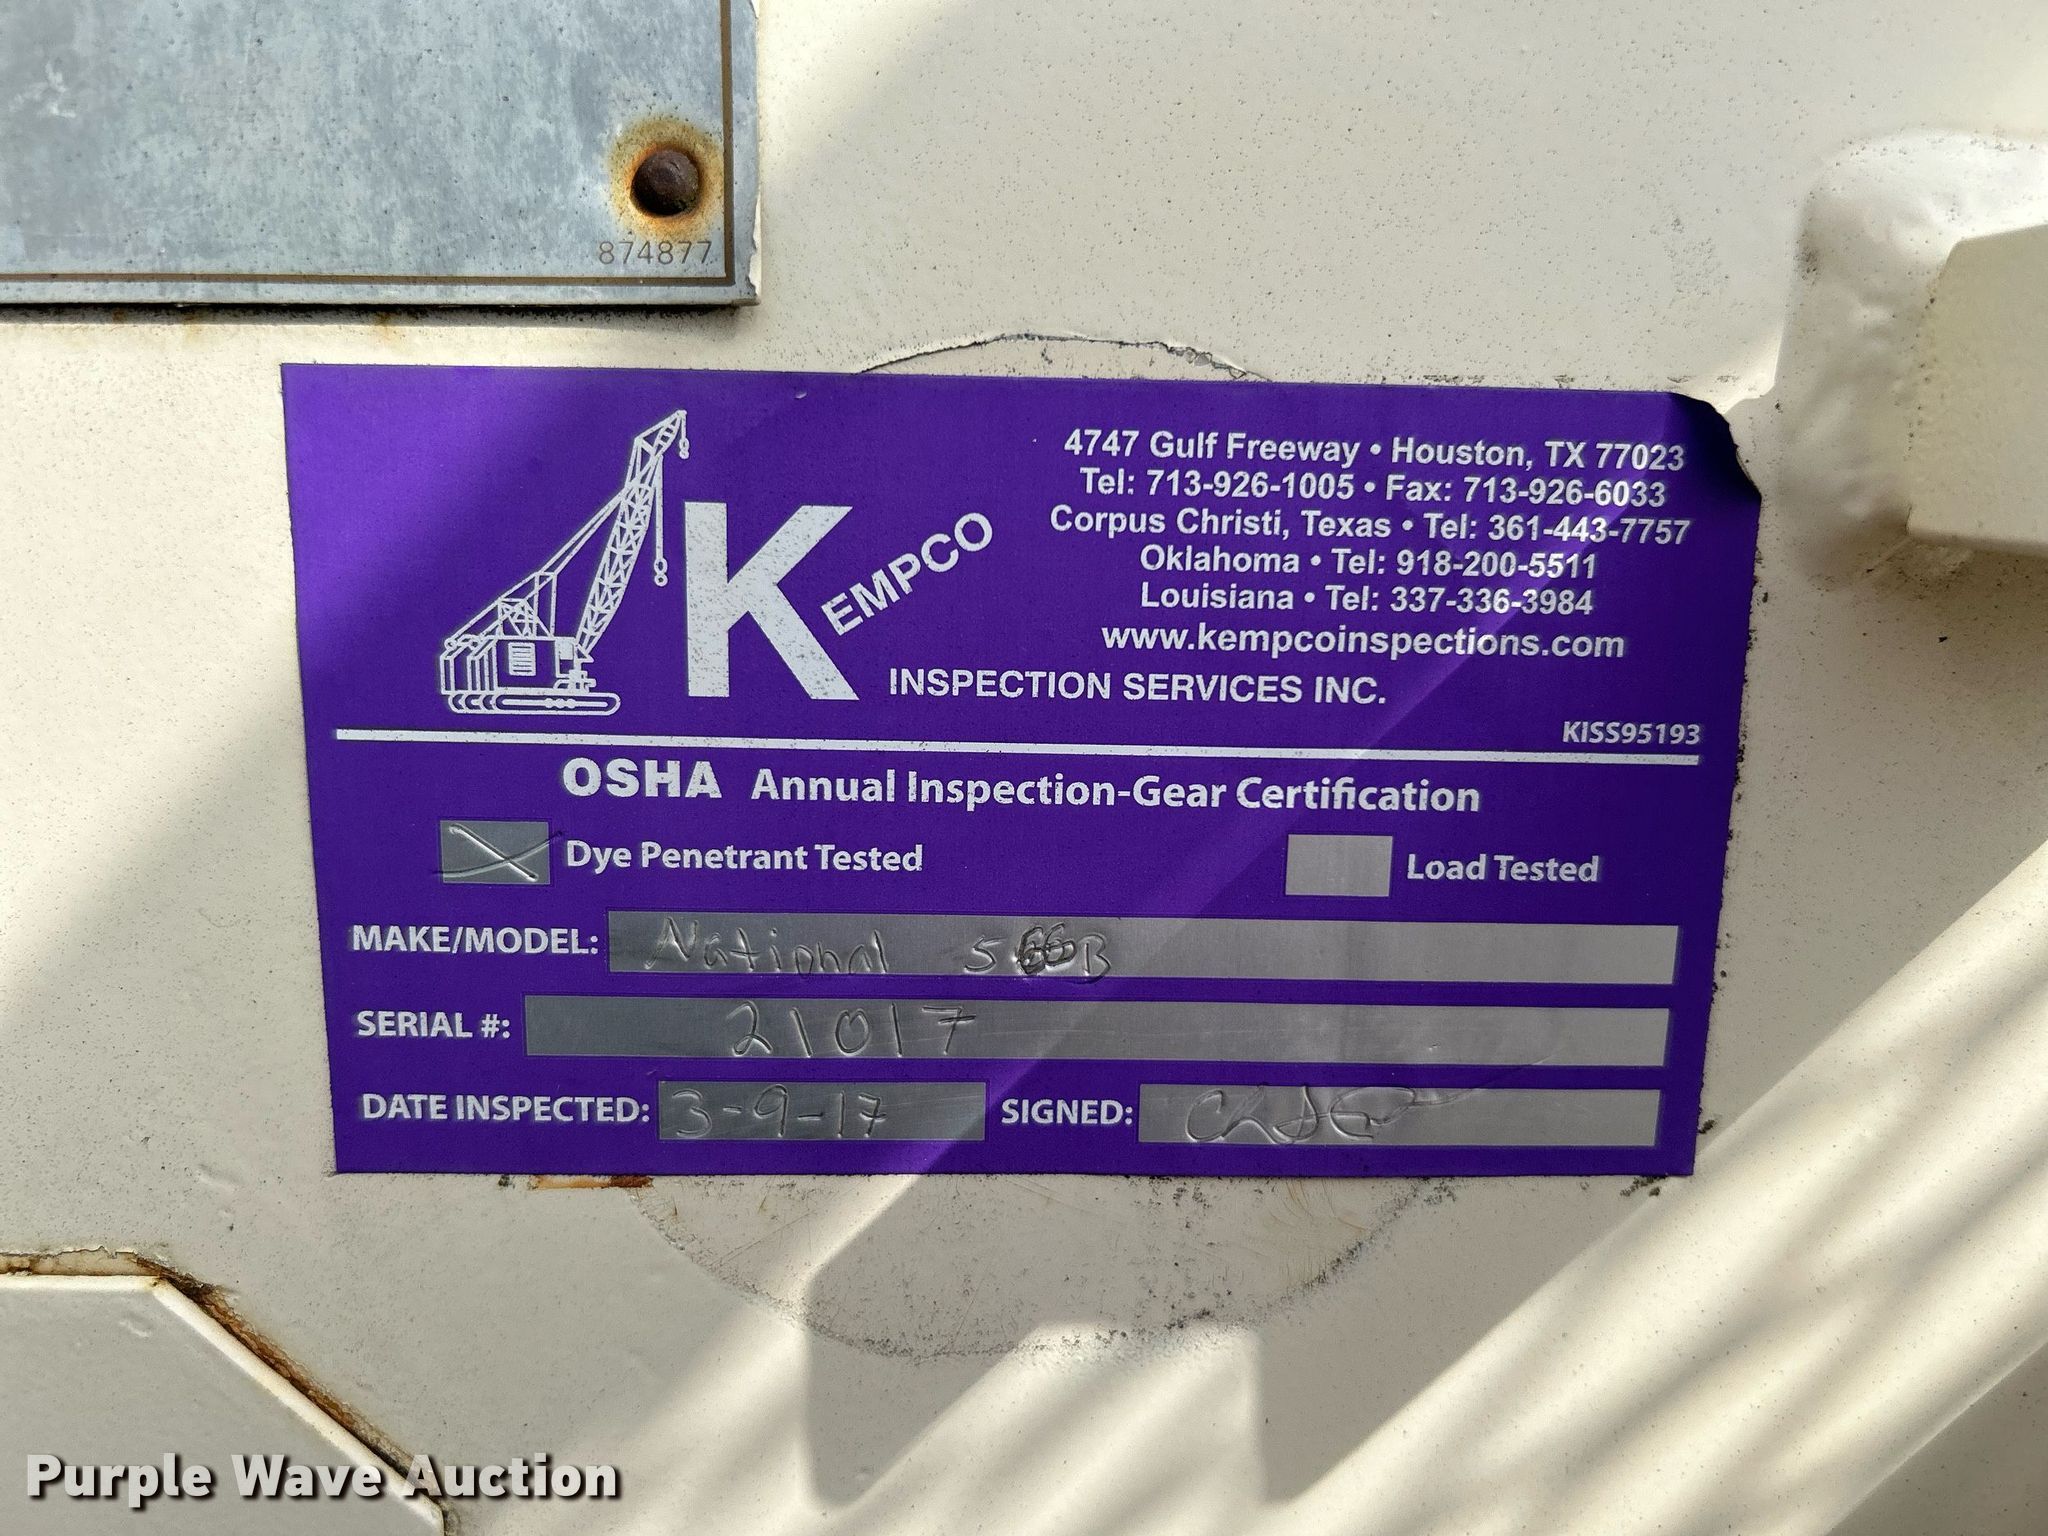 874877
4747 Gulf Freeway • Houston, TX 77023
Tel: 713-926-1005 • Fax: 713-926-6033
Corpus Christi, Texas • Tel: 361-443-7757
Oklahoma • Tel: 918-200-5511
Louisiana • Tel: 337-336-3984
www.kempcoinspections.com
KEMPCO
INSPECTION SERVICES INC.
KISS95193
OSHA Annual Inspection-Gear Certification
Dye Penetrant Tested
Load Tested
MAKE/MODEL: National
SERIAL #: 21017
DATE INSPECTED: 3-9-17 SIGNED:
Purple Wave Auction